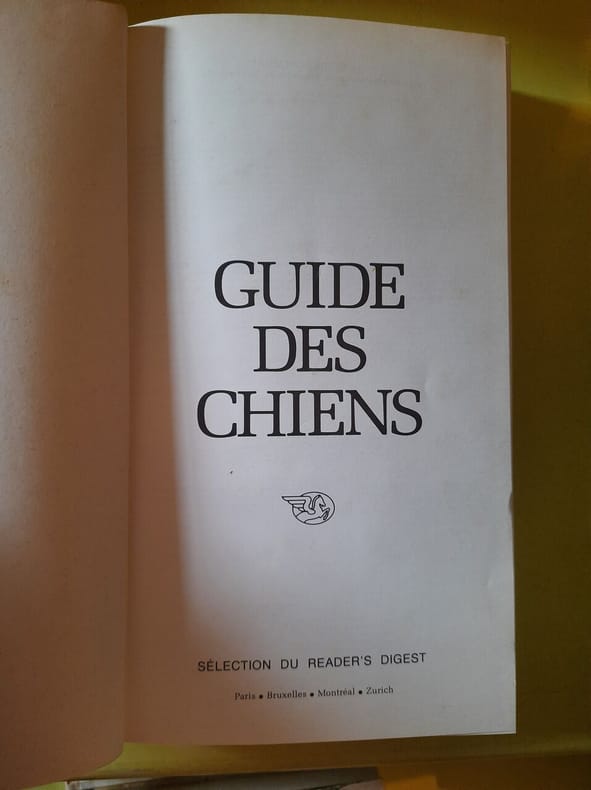 GUIDE
DES
CHIENS
SÉLECTION DU READER'S DIGEST
Paris • Bruxelles • Montréal • Zurich